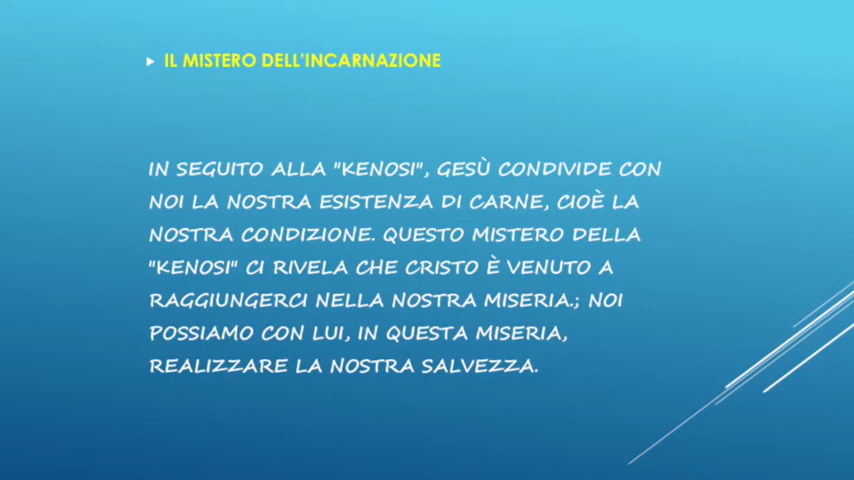 IL MISTERO DELL'INCARNAZIONE
IN SEGUITO ALLA "KENOSI", GESÙ CONDIVIDE CON
NOI LA NOSTRA ESISTENZA DI CARNE, CIOÈ LA
NOSTRA CONDIZIONE. QUESTO MISTERO DELLA
"KENOSI" CI RIVELA CHE CRISTO È VENUTO A
RAGGIUNGERCI NELLA NOSTRA MISERIA.; NOI
POSSIAMO CON LUI, IN QUESTA MISERIA,
REALIZZARE LA NOSTRA SALVEZZA.